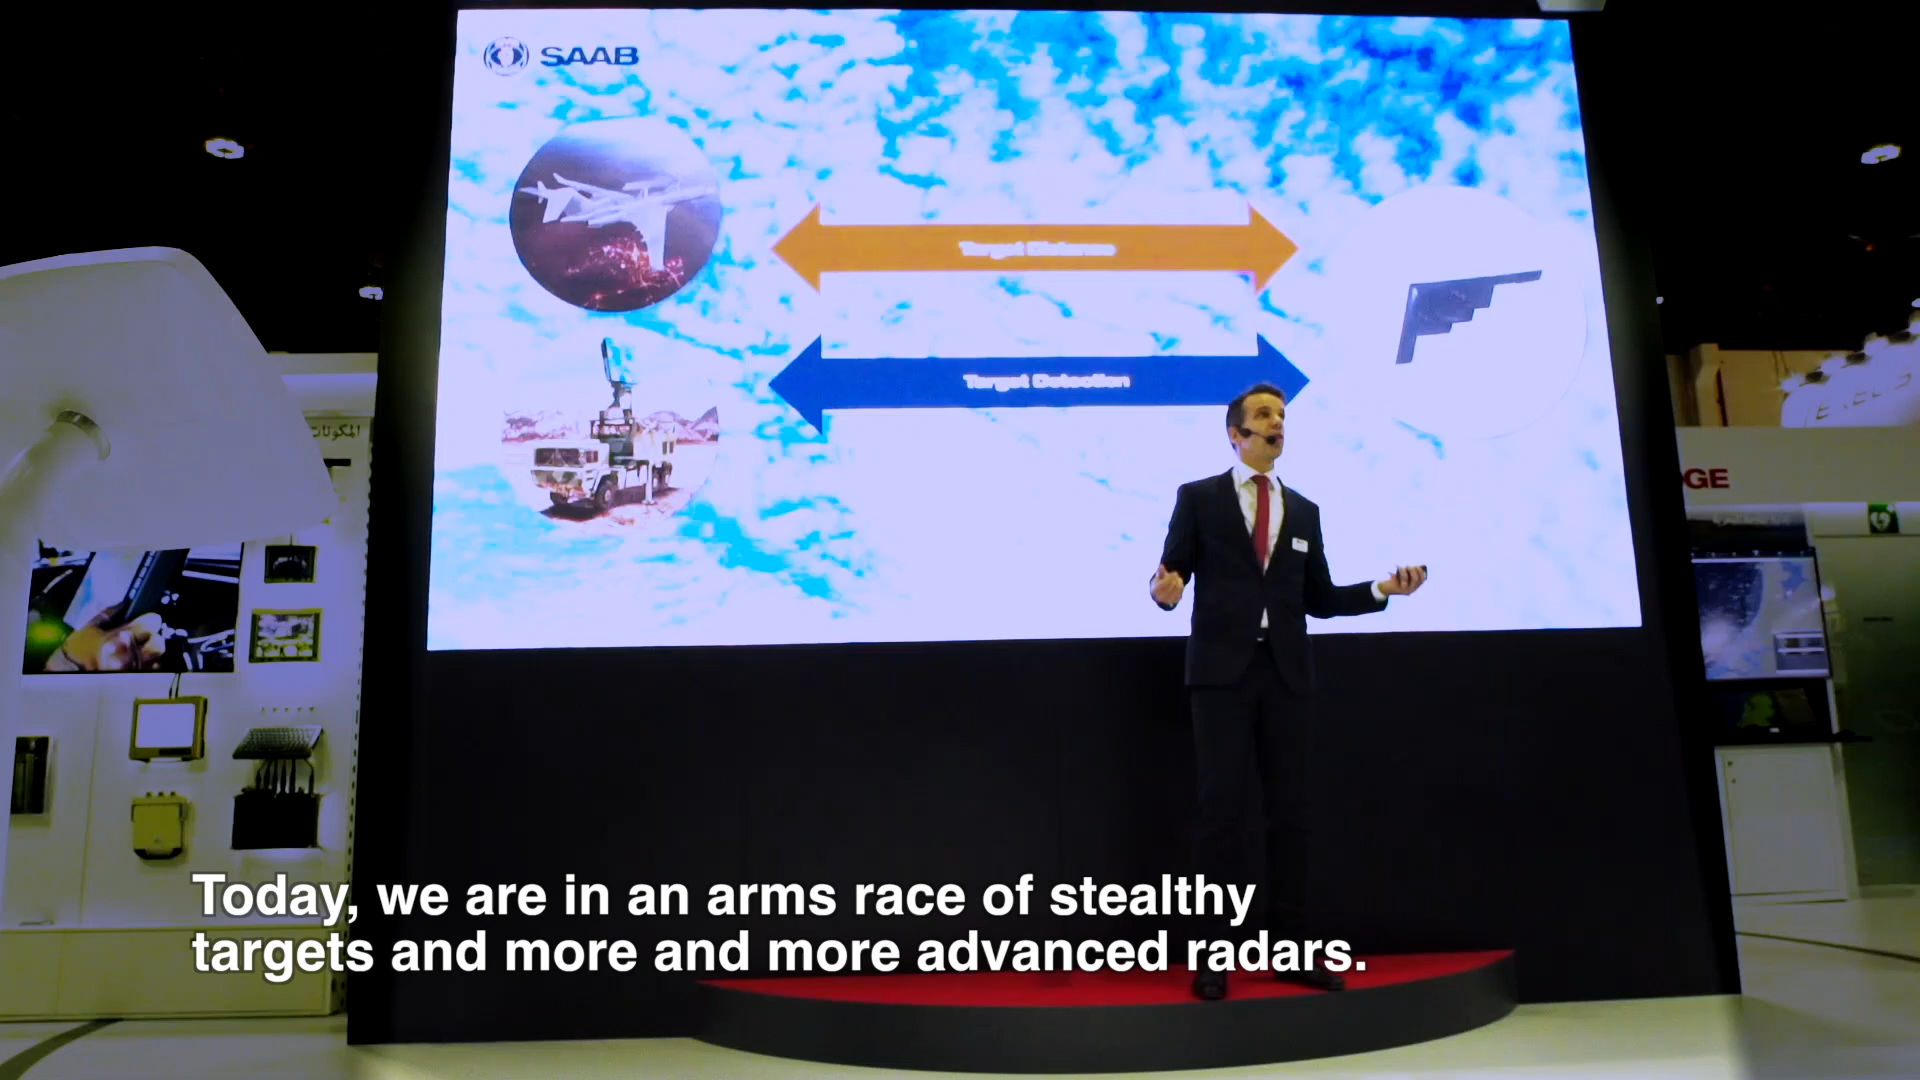 SAAB
Target Distance
Target Detection
المكونات
GE
Today, we are in an arms race of stealthy
targets and more and more advanced radars.